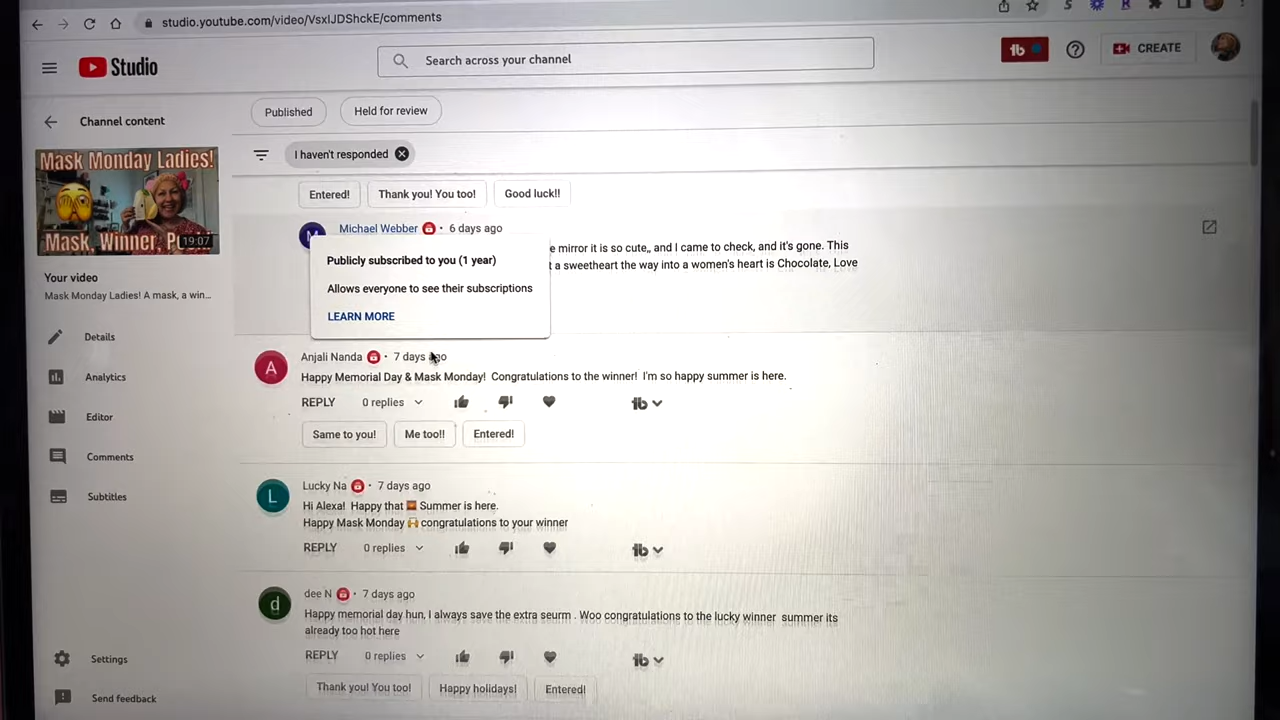 studio.youtube.com/video/VsxIJDShckE/comments
Studio
Search across your channel
CREATE
Channel content
Published
Held for review
I haven't responded
Mask Monday Ladies!
19:07
Your video
Mask Monday Ladies! A mask, a win...
Details
Analytics
Editor
Comments
Subtitles
Settings
Send feedback
Entered!
Thank you! You too!
Good luck!!
Michael Webber • 6 days ago
e mirror it is so cute,, and I came to check, and it's gone. This
t a sweetheart the way into a women's heart is Chocolate, Love
Publicly subscribed to you (1 year)
Allows everyone to see their subscriptions
LEARN MORE
Anjali Nanda • 7 days ago
Happy Memorial Day & Mask Monday! Congratulations to the winner! I'm so happy summer is here.
REPLY 0 replies
Same to you! Me too!! Entered!
Lucky Na • 7 days ago
Hi Alexa! Happy that 🌅 Summer is here.
Happy Mask Monday 🙌 congratulations to your winner
REPLY 0 replies
dee N • 7 days ago
Happy memorial day hun, I always save the extra seurm . Woo congratulations to the lucky winner summer its
already too hot here
REPLY 0 replies
Thank you! You too! Happy holidays! Entered!